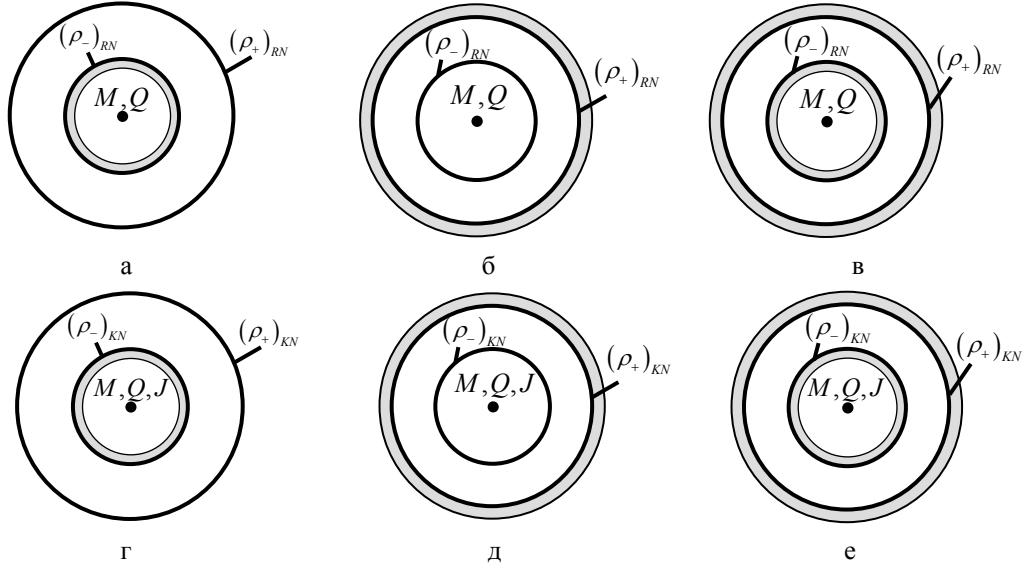 (ρ₋)_RN
(ρ₊)_RN
M,Q
а
(ρ₋)_RN
(ρ₊)_RN
M,Q
б
(ρ₋)_RN
(ρ₊)_RN
M,Q
в
(ρ₋)_KN
(ρ₊)_KN
M,Q,J
г
(ρ₋)_KN
(ρ₊)_KN
M,Q,J
д
(ρ₋)_KN
(ρ₊)_KN
M,Q,J
е